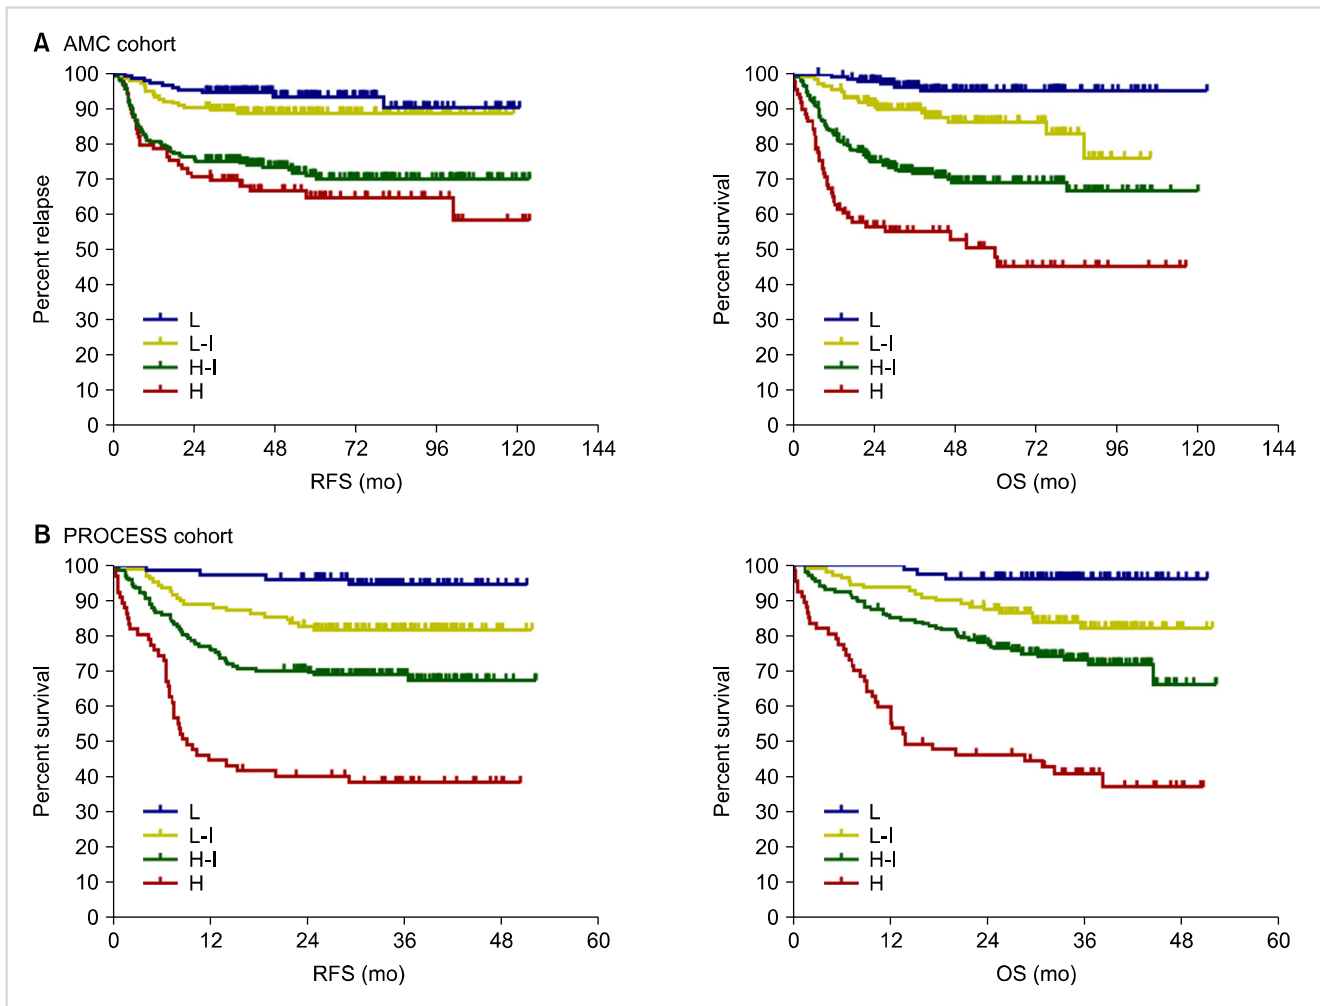 A AMC cohort
100
90
80
70
60
50
40
30
20
10
0
Percent relapse
L
L-I
H-I
H
0 24 48 72 96 120 144
RFS (mo)
100
90
80
70
60
50
40
30
20
10
0
Percent survival
L
L-I
H-I
H
0 24 48 72 96 120 144
OS (mo)
B PROCESS cohort
100
90
80
70
60
50
40
30
20
10
0
Percent survival
L
L-I
H-I
H
0 12 24 36 48 60
RFS (mo)
100
90
80
70
60
50
40
30
20
10
0
Percent survival
L
L-I
H-I
H
0 12 24 36 48 60
OS (mo)